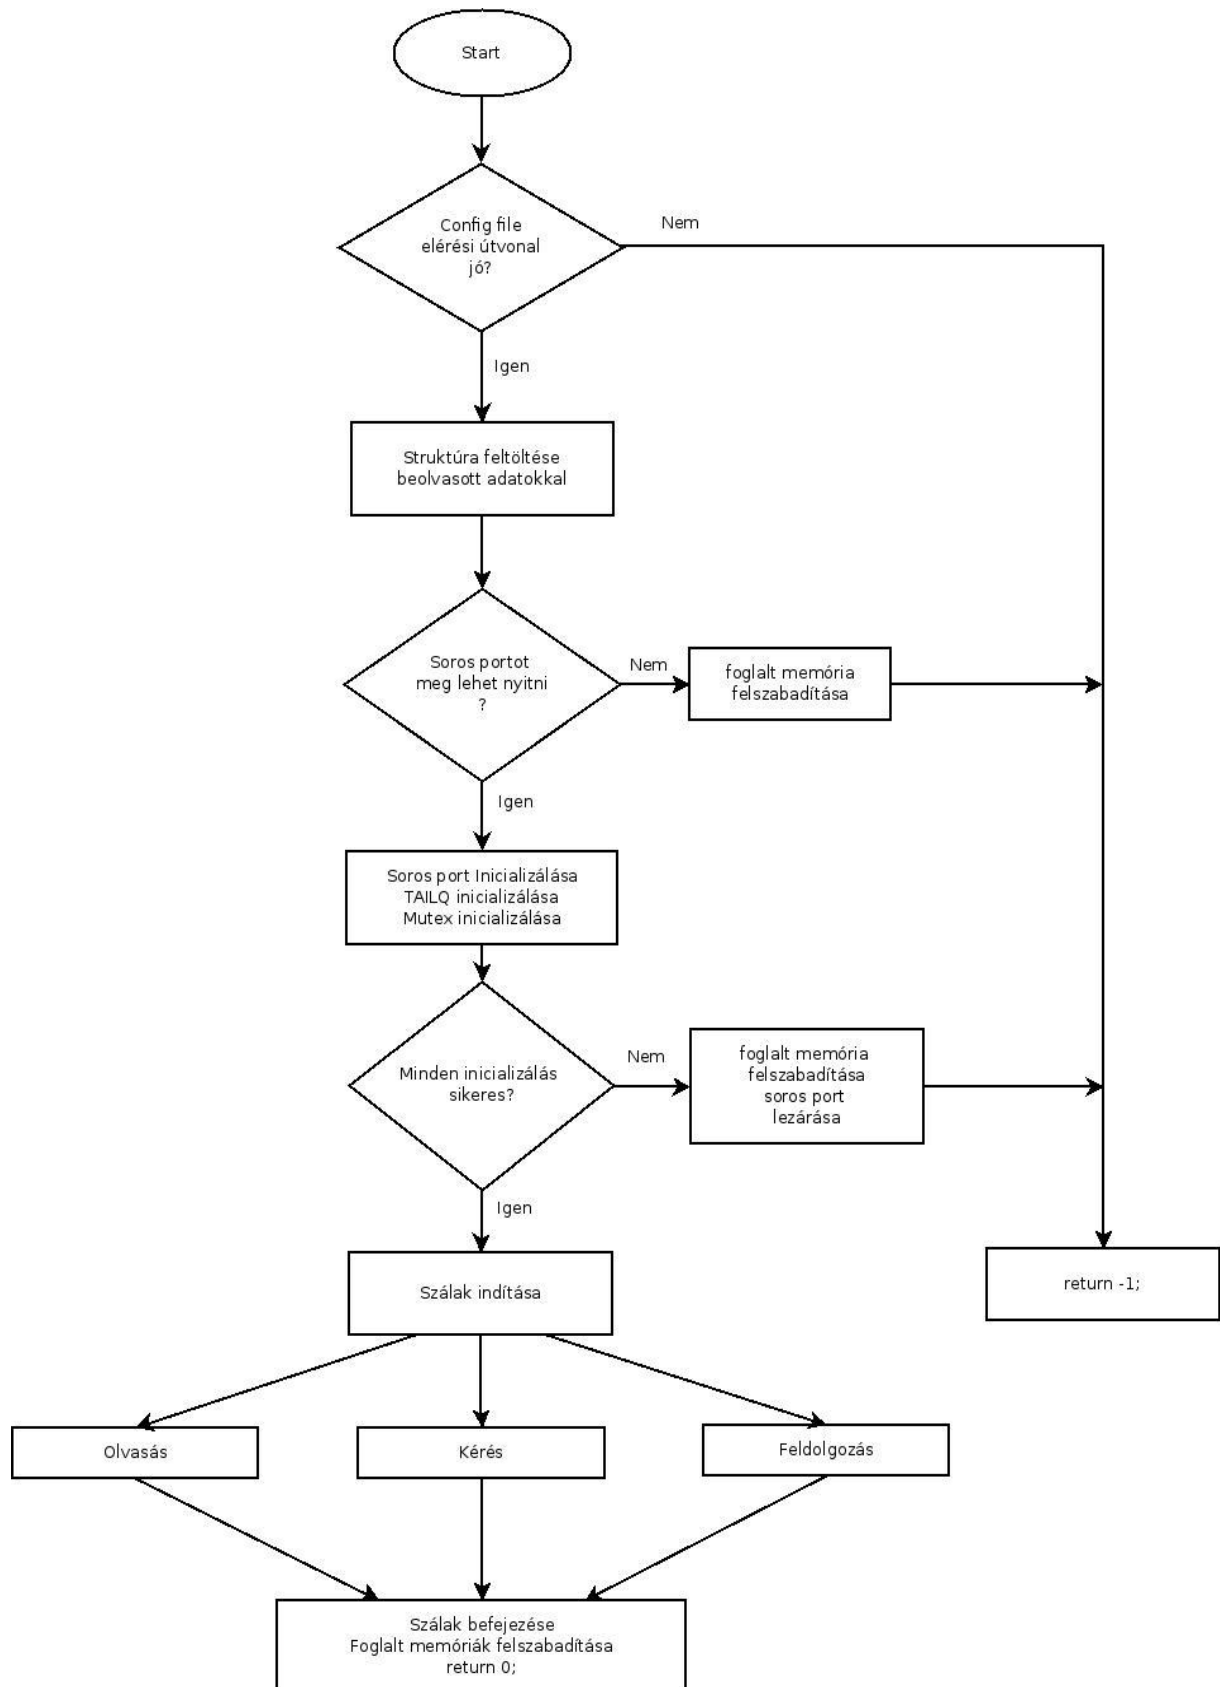 Start
Config file
elérési útvonal
jó?
Nem
Igen
Struktúra feltöltése
beolvasott adatokkal
Soros portot
meg lehet nyitni
?
Nem
foglalt memória
felszabadítása
Igen
Soros port Inicializálása
TAILQ inicializálása
Mutex inicializálása
Minden inicializálás
sikeres?
Nem
foglalt memória
felszabadítása
soros port
lezárása
Igen
Szálak indítása
return -1;
Olvasás
Kérés
Feldolgozás
Szálak befejezése
Foglalt memóriák felszabadítása
return 0;